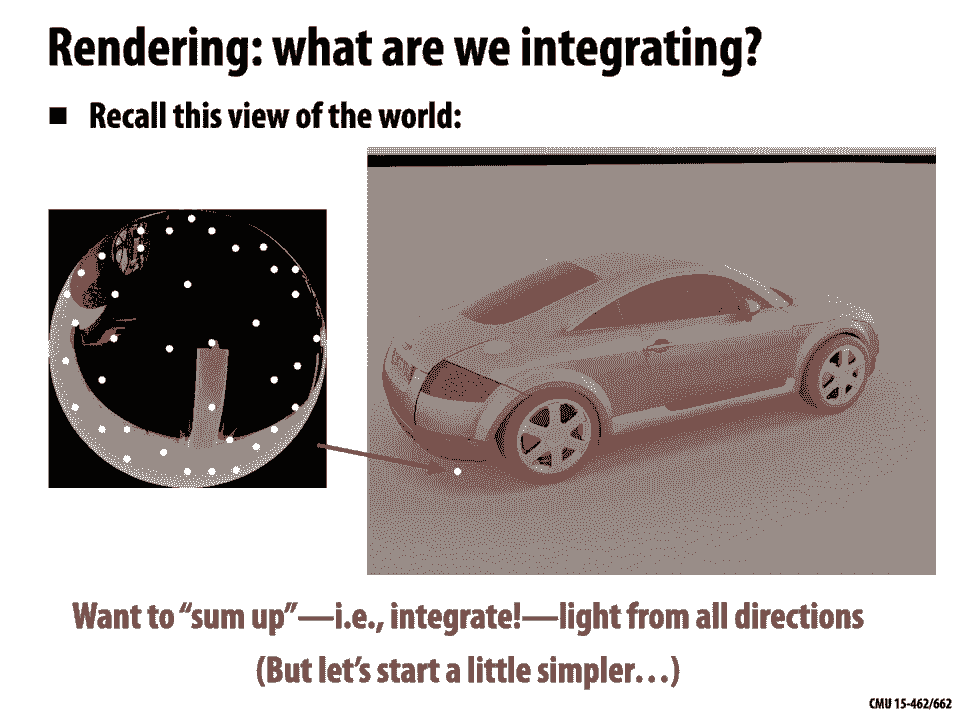 Rendering: what are we integrating?
■ Recall this view of the world:
Want to “sum up”—i.e., integrate!—light from all directions
(But let’s start a little simpler…)
CMU 15-462/662